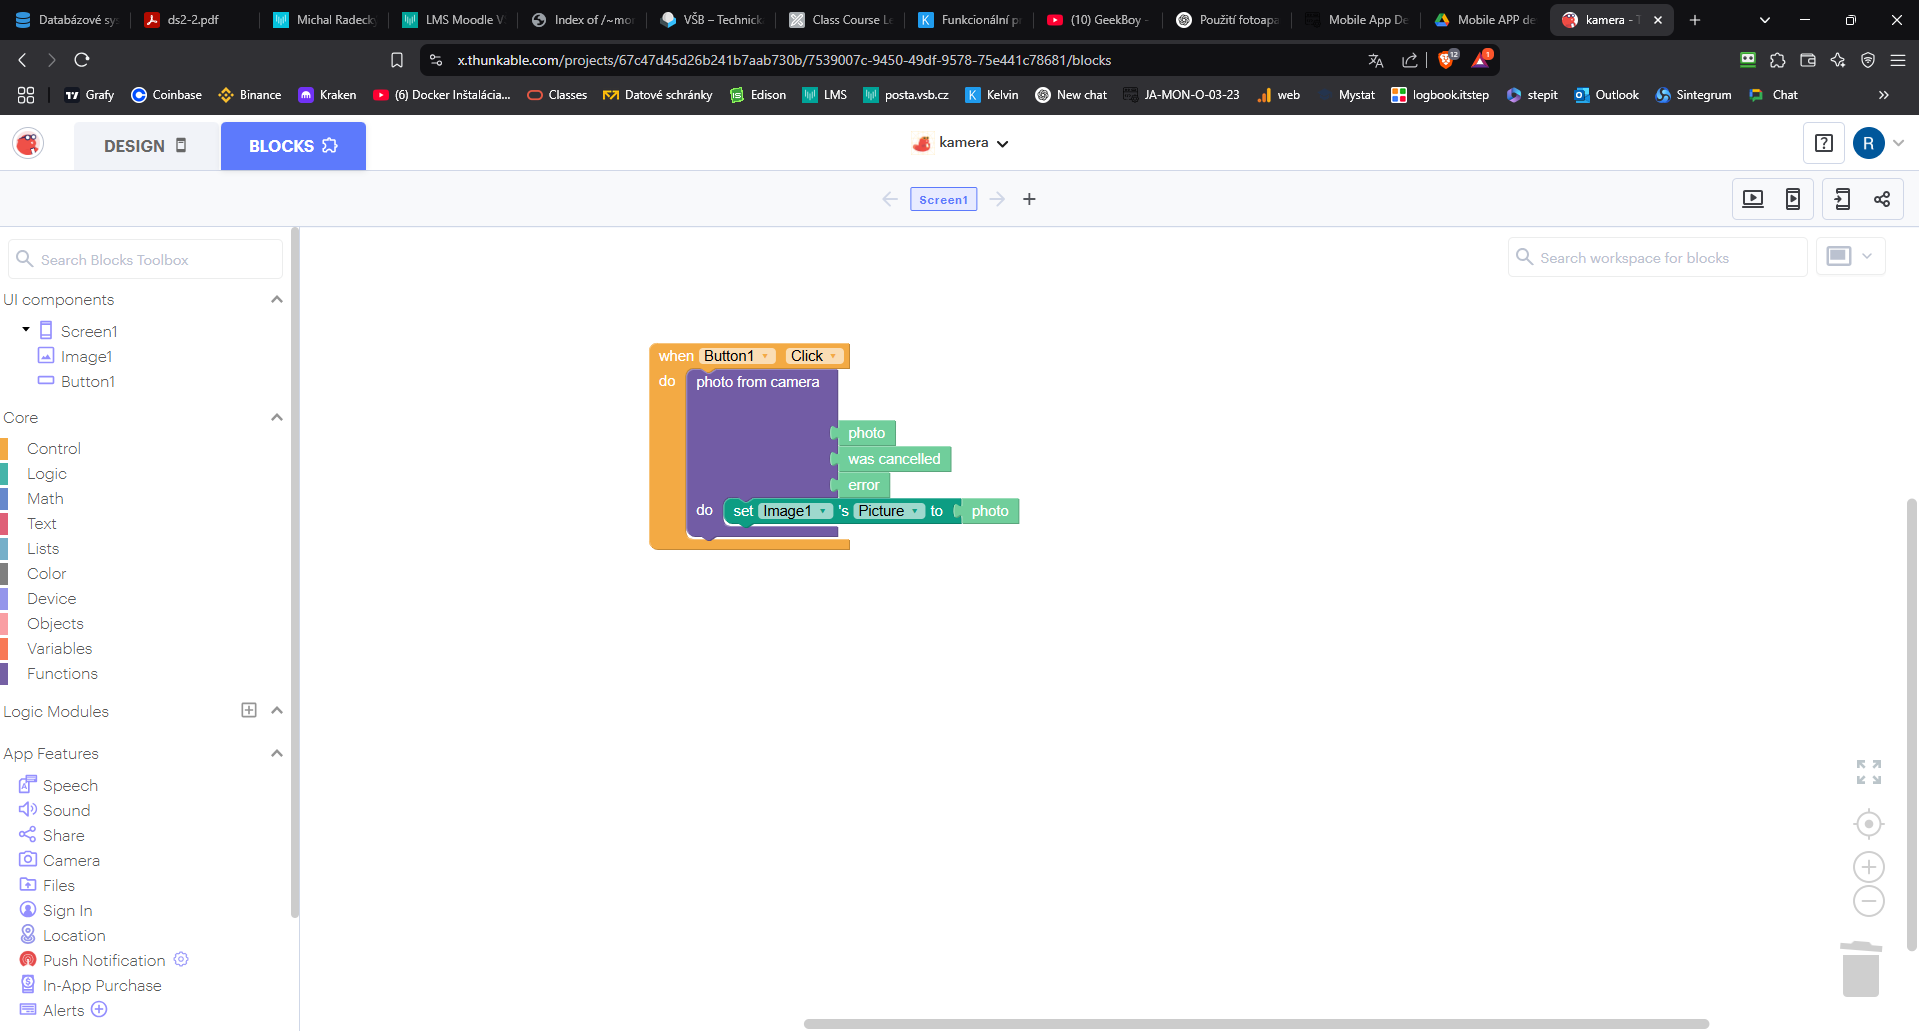 Databázové sy
ds2-2.pdf
Michal Radeck
LMS Moodle V
Index of /~mo
VŠB – Technick
Class Course Le
Funkcionální p
(10) GeekBoy -
Použití fotoapa
Mobile App De
Mobile APP de
kamera - T
x.thunkable.com/projects/67c47d45d26b241b7aab730b/7539007c-9450-49df-9578-75e441c78681/blocks
12
1
Grafy
Coinbase
Binance
Kraken
(6) Docker Inštalácia...
Classes
Datové schránky
Edison
LMS
posta.vsb.cz
Kelvin
New chat
JA-MON-O-03-23
web
Mystat
logbook.itstep
stepit
Outlook
Sintegrum
Chat
DESIGN
BLOCKS
kamera
R
Screen1
Search Blocks Toolbox
Search workspace for blocks
UI components
Screen1
Image1
Button1
Core
Control
Logic
Math
Text
Lists
Color
Device
Objects
Variables
Functions
Logic Modules
App Features
Speech
Sound
Share
Camera
Files
Sign In
Location
Push Notification
In-App Purchase
Alerts
when Button1 Click
do photo from camera
photo
was cancelled
error
do set Image1 's Picture to photo